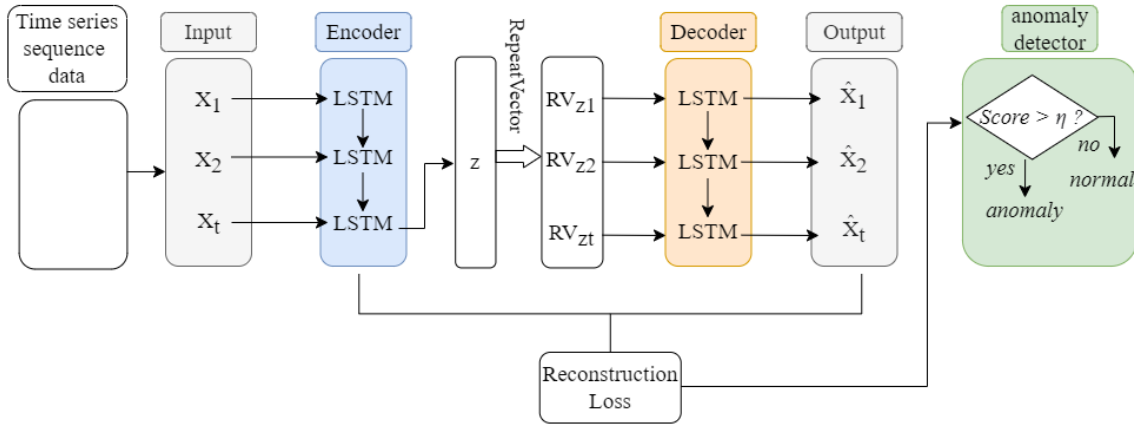 Time series
sequence
data
Input
Encoder
RepeatVector
Decoder
Output
anomaly
detector
X1
LSTM
RVz1
LSTM
X̂1
Score > η ?
X2
LSTM
z
RVz2
LSTM
X̂2
no
yes
normal
Xt
LSTM
RVzt
LSTM
X̂t
anomaly
Reconstruction
Loss